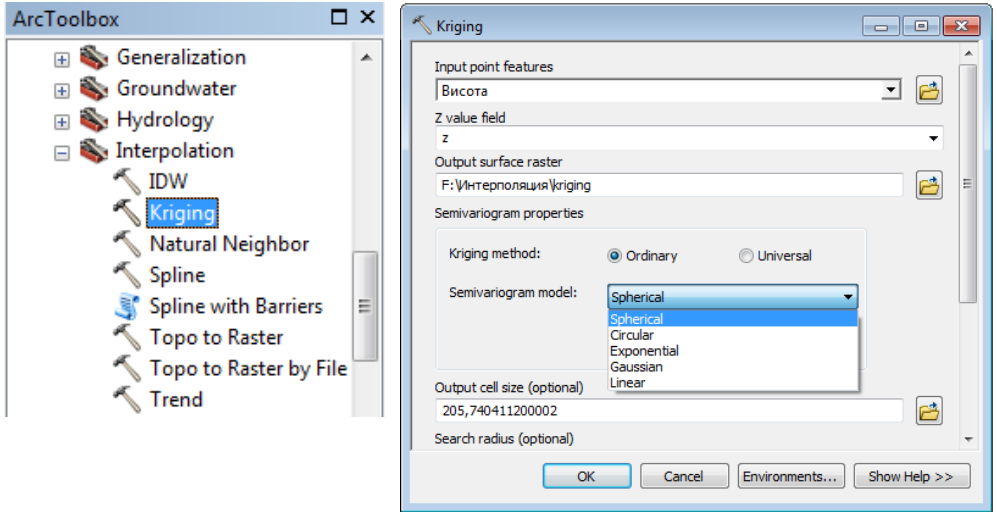 ArcToolbox
Generalization
Groundwater
Hydrology
Interpolation
IDW
Kriging
Natural Neighbor
Spline
Spline with Barriers
Topo to Raster
Topo to Raster by File
Trend
Kriging
Input point features
Висота
Z value field
z
Output surface raster
F:\Интерполяция\kriging
Semivariogram properties
Kriging method:
Ordinary
Universal
Semivariogram model:
Spherical
Spherical
Circular
Exponential
Gaussian
Linear
Output cell size (optional)
205,740411200002
Search radius (optional)
OK
Cancel
Environments...
Show Help >>